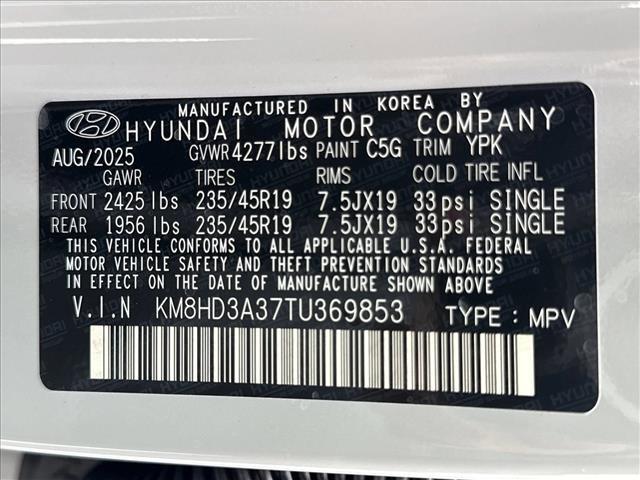 MANUFACTURED IN KOREA BY
HYUNDAI MOTOR COMPANY
AUG/2025 GVWR 4277lbs PAINT C5G TRIM YPK
GAWR TIRES RIMS COLD TIRE INFL
FRONT 2425 lbs 235/45R19 7.5JX19 33psi SINGLE
REAR 1956 lbs 235/45R19 7.5JX19 33psi SINGLE
THIS VEHICLE CONFORMS TO ALL APPLICABLE U.S.A. FEDERAL
MOTOR VEHICLE SAFETY AND THEFT PREVENTION STANDARDS
IN EFFECT ON THE DATE OF MANUFACTURE SHOWN ABOVE
V.I.N KM8HD3A37TU369853 TYPE : MPV